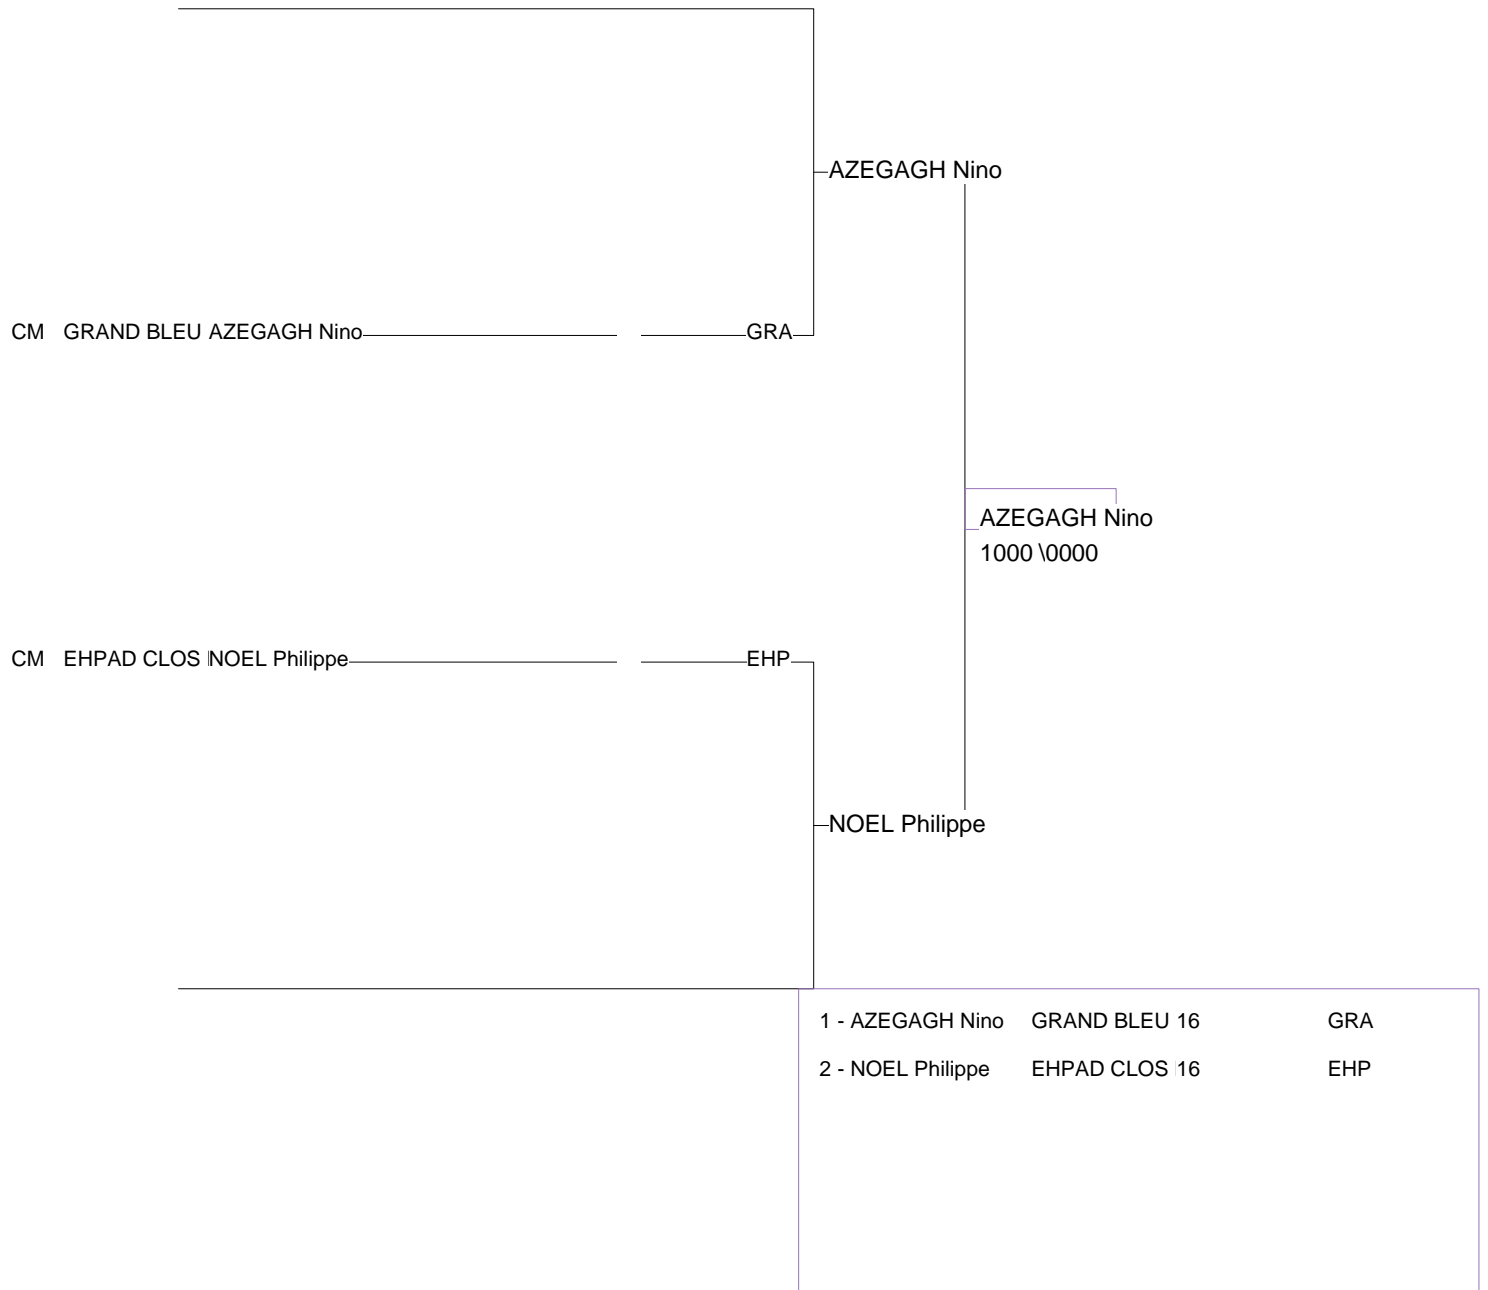 AZEGAGH Nino
CM GRAND BLEU AZEGAGH Nino GRA
AZEGAGH Nino
1000 \0000
CM EHPAD CLOS NOEL Philippe EHP
NOEL Philippe
1 - AZEGAGH Nino GRAND BLEU 16 GRA
2 - NOEL Philippe EHPAD CLOS 16 EHP